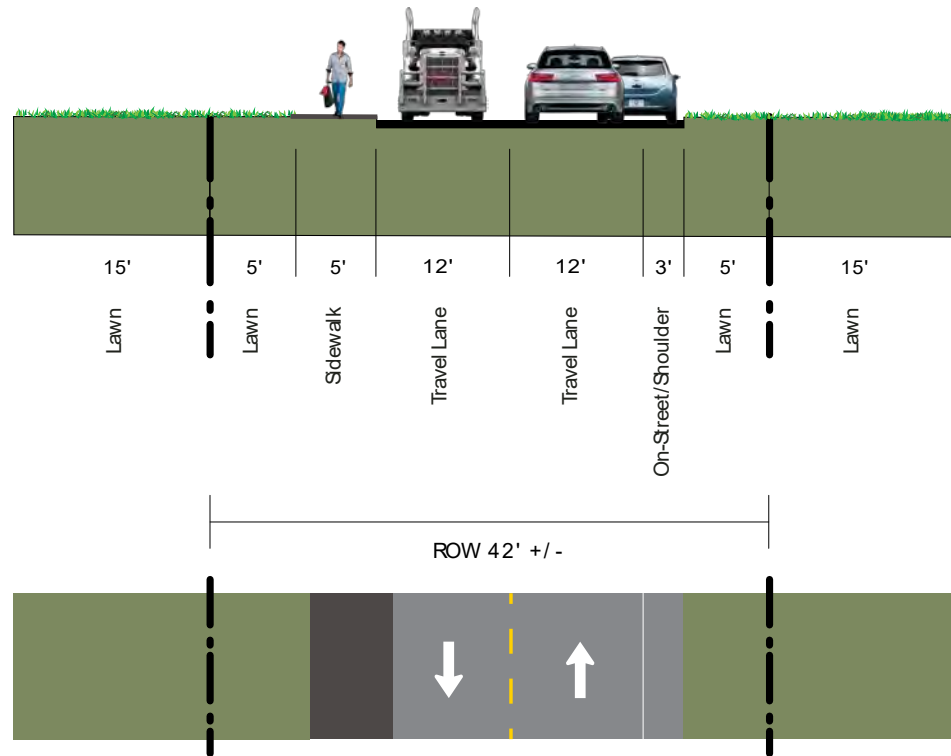 15' 5' 5' 12' 12' 3' 5' 15'
Lawn
Lawn
Sidewalk
Travel Lane
Travel Lane
On-Street/Shoulder
Lawn
Lawn
ROW 42' +/-